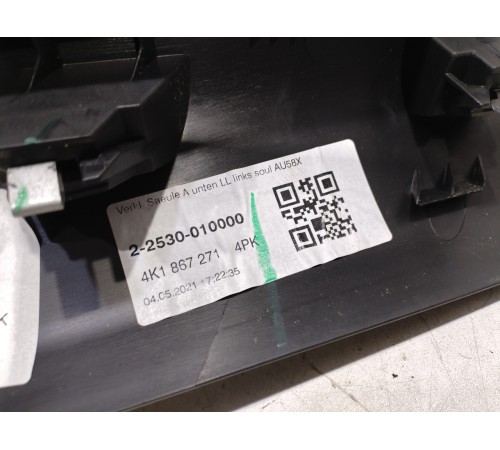 Verkl. Saeule A unten LL links soul AU58X
2-2530-010000
4K1 867 271 4PK
04.05.2021 17:22:35
K